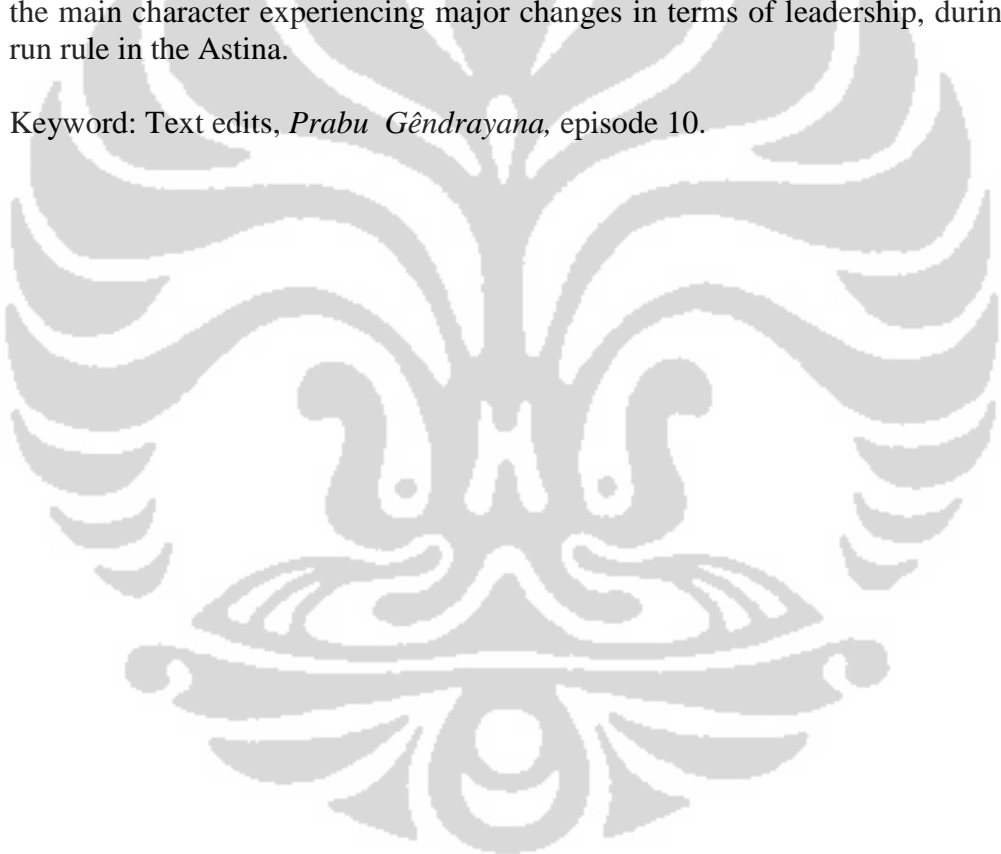 the main character experiencing major changes in terms of leadership, durin
run rule in the Astina.
Keyword: Text edits, Prabu Gêndrayana, episode 10.